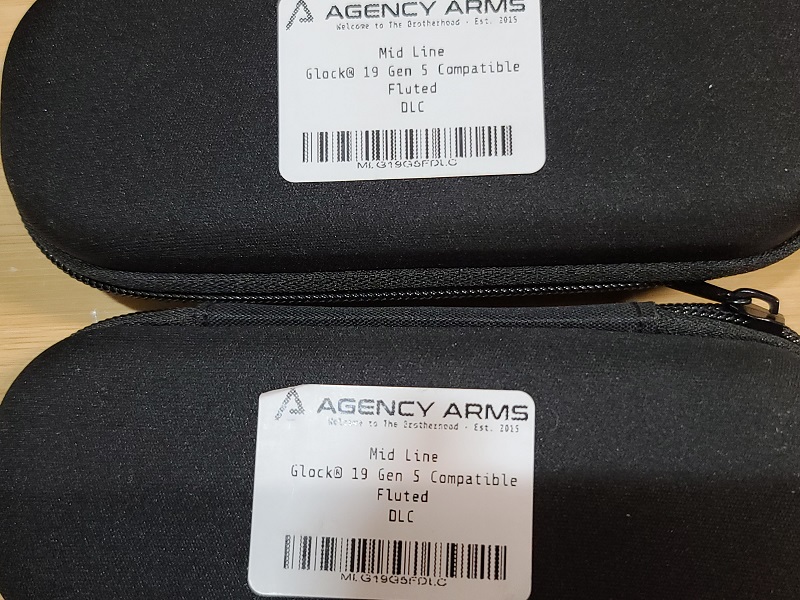 AGENCY ARMS
Welcome to The Brotherhood - Est. 2015
Mid Line
Glock® 19 Gen 5 Compatible
Fluted
DLC
MLG19G5FDLC
AGENCY ARMS
Welcome to The Brotherhood - Est. 2015
Mid Line
Glock® 19 Gen 5 Compatible
Fluted
DLC
MLG19G5FDLC